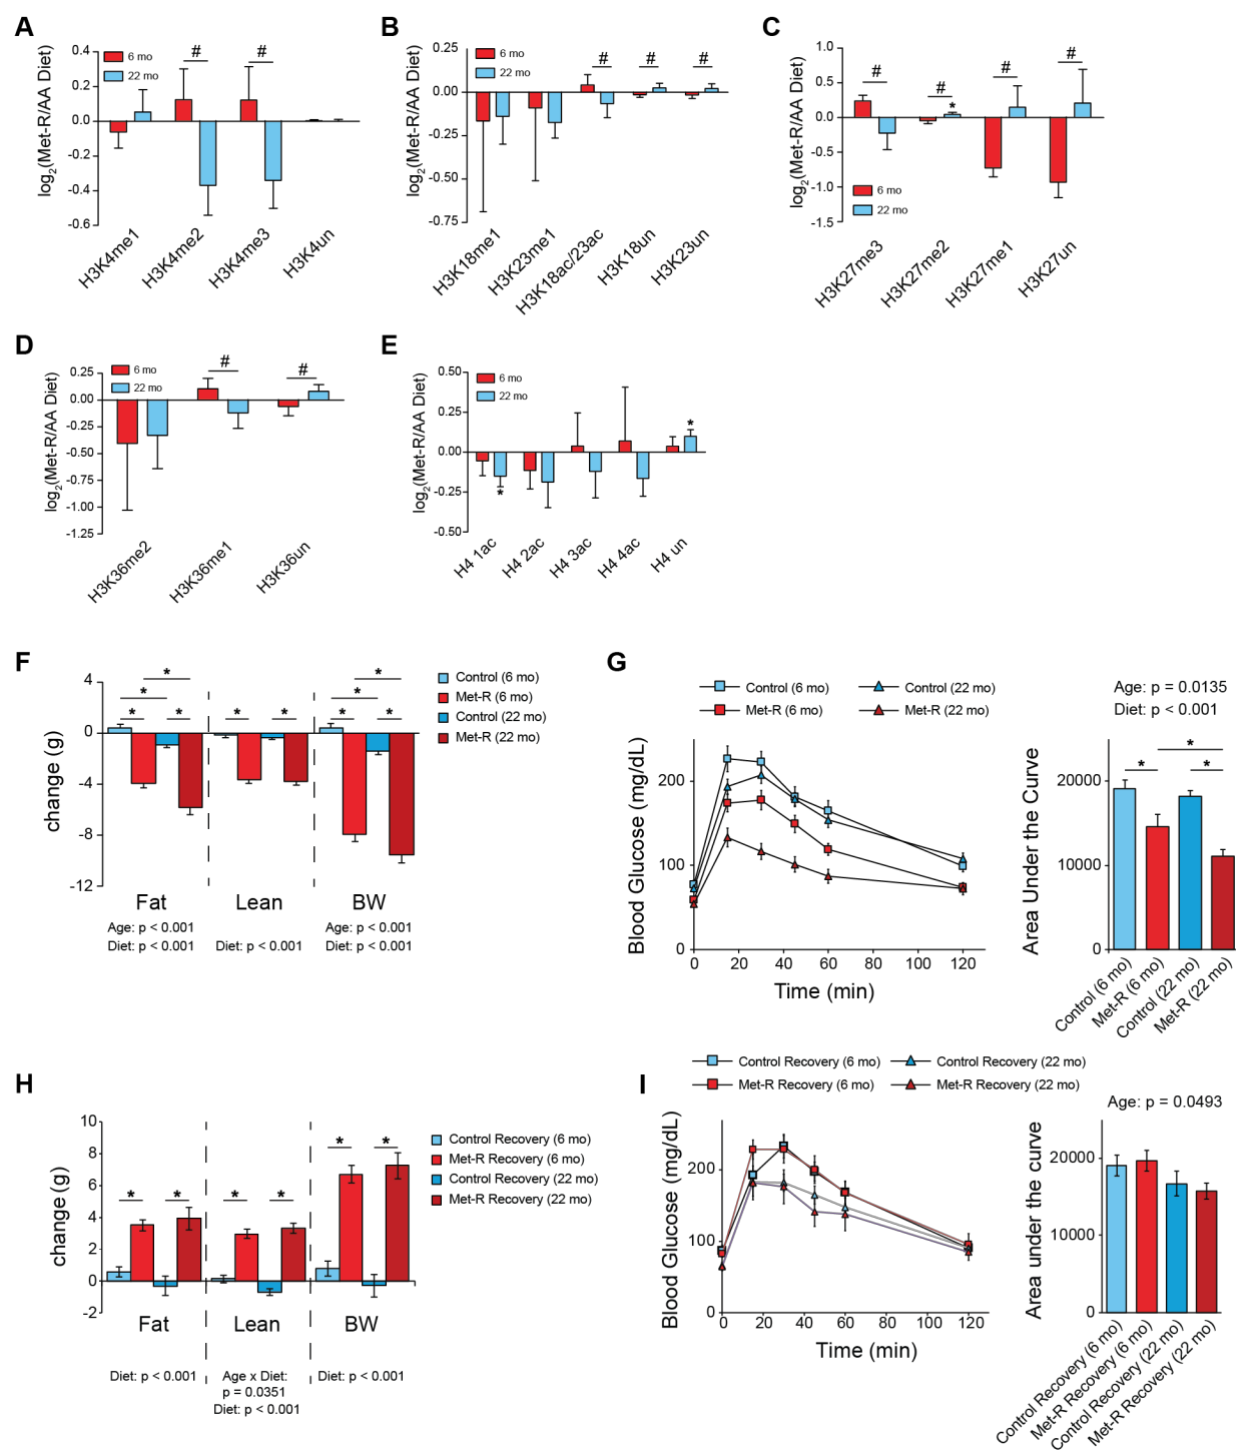 A
log2(Met-R/AA Diet)
0.4
0.2
0.0
-0.2
-0.4
-0.6
6 mo
22 mo
#
#
H3K4me1
H3K4me2
H3K4me3
H3K4un
B
log2(Met-R/AA Diet)
0.25
0.00
-0.25
-0.50
-0.75
6 mo
22 mo
#
#
#
H3K18me1
H3K23me1
H3K18ac/23ac
H3K18un
H3K23un
C
log2(Met-R/AA Diet)
1.0
0.5
0.0
-0.5
-1.0
-1.5
#
#
*
#
#
6 mo
22 mo
H3K27me3
H3K27me2
H3K27me1
H3K27un
D
log2(Met-R/AA Diet)
0.25
0.00
-0.25
-0.50
-0.75
-1.00
-1.25
6 mo
22 mo
#
#
H3K36me2
H3K36me1
H3K36un
E
log2(Met-R/AA Diet)
0.50
0.25
0.00
-0.25
-0.50
6 mo
22 mo
*
*
H4 1ac
H4 2ac
H4 3ac
H4 4ac
H4 un
F
change (g)
4
0
-4
-8
-12
* * * *
* *
* * * *
Control (6 mo)
Met-R (6 mo)
Control (22 mo)
Met-R (22 mo)
Fat
Lean
BW
Age: p < 0.001
Diet: p < 0.001
Diet: p < 0.001
Age: p < 0.001
Diet: p < 0.001
G
Control (6 mo)
Control (22 mo)
Met-R (6 mo)
Met-R (22 mo)
Blood Glucose (mg/dL)
200
100
0
0 20 40 60 80 100 120
Time (min)
Age: p = 0.0135
Diet: p < 0.001
Area Under the Curve
20000
10000
0
*
* *
Control (6 mo)
Met-R (6 mo)
Control (22 mo)
Met-R (22 mo)
H
change (g)
10
8
6
4
2
0
-2
* *
* *
* *
Control Recovery (6 mo)
Met-R Recovery (6 mo)
Control Recovery (22 mo)
Met-R Recovery (22 mo)
Fat
Lean
BW
Diet: p < 0.001
Age x Diet:
p = 0.0351
Diet: p < 0.001
Diet: p < 0.001
I
Control Recovery (6 mo)
Control Recovery (22 mo)
Met-R Recovery (6 mo)
Met-R Recovery (22 mo)
Blood Glucose (mg/dL)
200
100
0
0 20 40 60 80 100 120
Time (min)
Age: p = 0.0493
Area under the curve
20000
10000
0
Control Recovery (6 mo)
Met-R Recovery (6 mo)
Control Recovery (22 mo)
Met-R Recovery (22 mo)